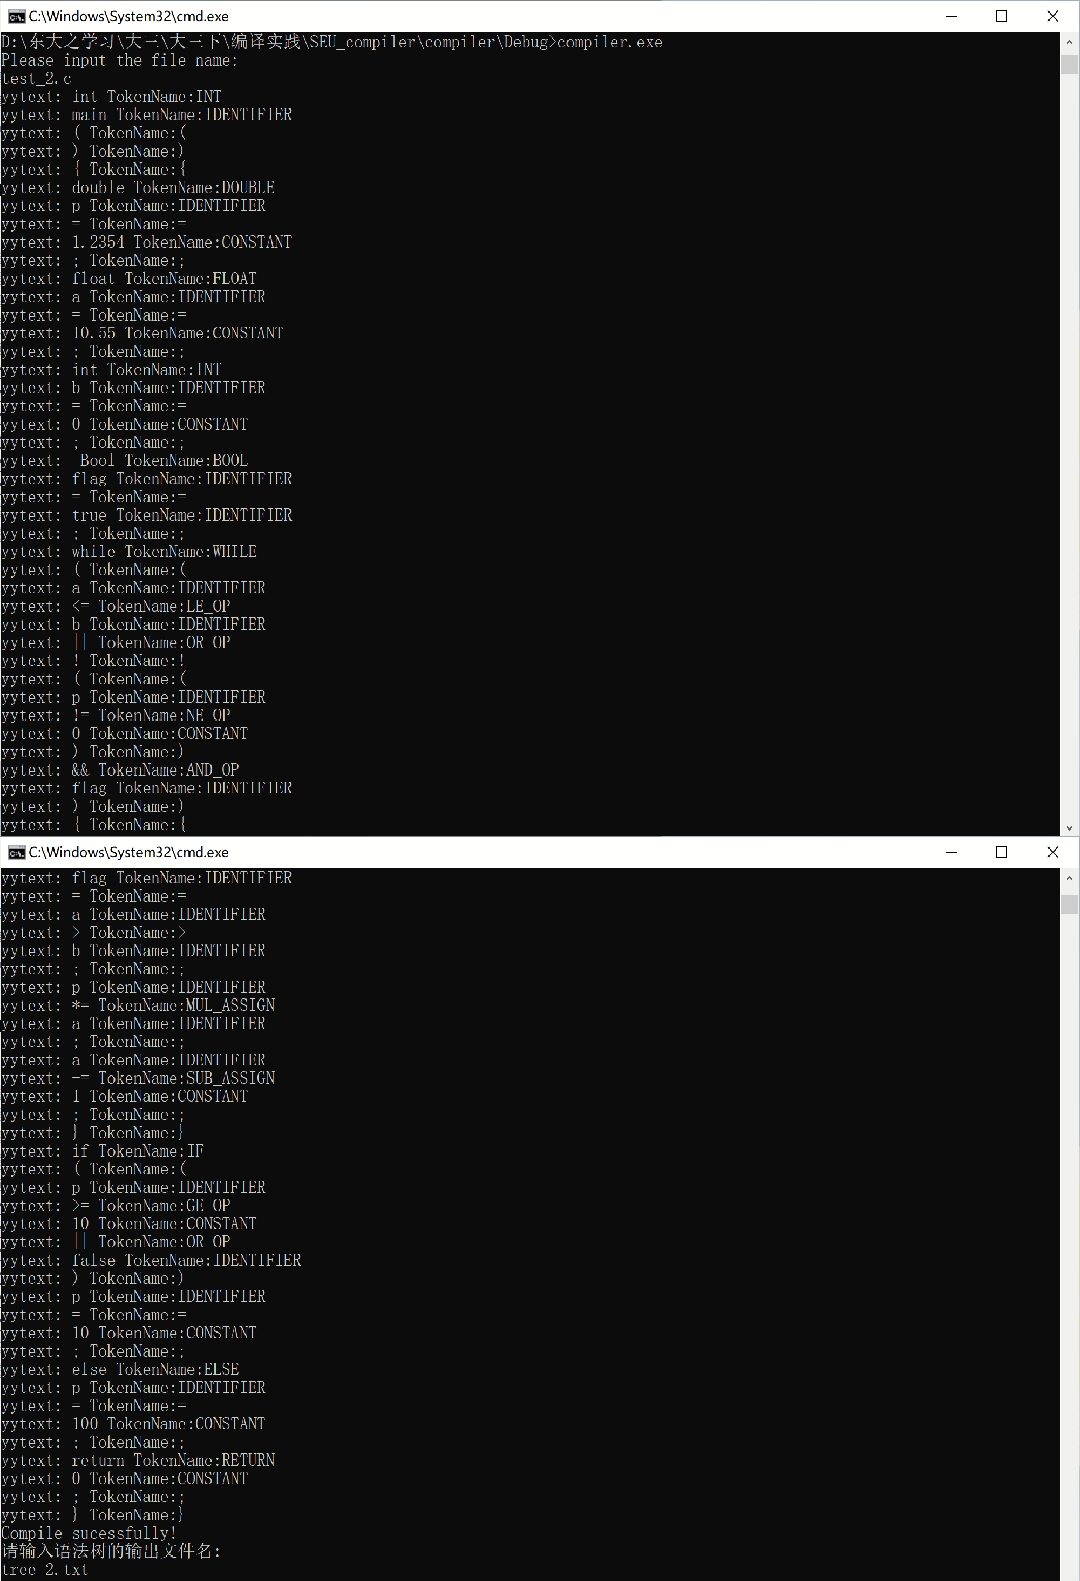 C:\Windows\System32\cmd.exe
D:\东大之学习\大三\大三下\编译实践\SEU_compiler\compiler\Debug>compiler.exe
Please input the file name:
test_2.c
yytext: int TokenName:INT
yytext: main TokenName:IDENTIFIER
yytext: ( TokenName:(
yytext: ) TokenName:)
yytext: { TokenName:{
yytext: double TokenName:DOUBLE
yytext: p TokenName:IDENTIFIER
yytext: = TokenName:=
yytext: 1.2354 TokenName:CONSTANT
yytext: ; TokenName:;
yytext: float TokenName:FLOAT
yytext: a TokenName:IDENTIFIER
yytext: = TokenName:=
yytext: 10.55 TokenName:CONSTANT
yytext: ; TokenName:;
yytext: int TokenName:INT
yytext: b TokenName:IDENTIFIER
yytext: = TokenName:=
yytext: 0 TokenName:CONSTANT
yytext: ; TokenName:;
yytext: _Bool TokenName:BOOL
yytext: flag TokenName:IDENTIFIER
yytext: = TokenName:=
yytext: true TokenName:IDENTIFIER
yytext: ; TokenName:;
yytext: while TokenName:WHILE
yytext: ( TokenName:(
yytext: a TokenName:IDENTIFIER
yytext: <= TokenName:LE_OP
yytext: b TokenName:IDENTIFIER
yytext: || TokenName:OR_OP
yytext: ! TokenName:!
yytext: ( TokenName:(
yytext: p TokenName:IDENTIFIER
yytext: != TokenName:NE_OP
yytext: 0 TokenName:CONSTANT
yytext: ) TokenName:)
yytext: && TokenName:AND_OP
yytext: flag TokenName:IDENTIFIER
yytext: ) TokenName:)
yytext: { TokenName:{
C:\Windows\System32\cmd.exe
yytext: flag TokenName:IDENTIFIER
yytext: = TokenName:=
yytext: a TokenName:IDENTIFIER
yytext: > TokenName:>
yytext: b TokenName:IDENTIFIER
yytext: ; TokenName:;
yytext: p TokenName:IDENTIFIER
yytext: *= TokenName:MUL_ASSIGN
yytext: a TokenName:IDENTIFIER
yytext: ; TokenName:;
yytext: a TokenName:IDENTIFIER
yytext: -= TokenName:SUB_ASSIGN
yytext: 1 TokenName:CONSTANT
yytext: ; TokenName:;
yytext: } TokenName:}
yytext: if TokenName:IF
yytext: ( TokenName:(
yytext: p TokenName:IDENTIFIER
yytext: >= TokenName:GE_OP
yytext: 10 TokenName:CONSTANT
yytext: || TokenName:OR_OP
yytext: false TokenName:IDENTIFIER
yytext: ) TokenName:)
yytext: p TokenName:IDENTIFIER
yytext: = TokenName:=
yytext: 10 TokenName:CONSTANT
yytext: ; TokenName:;
yytext: else TokenName:ELSE
yytext: p TokenName:IDENTIFIER
yytext: = TokenName:=
yytext: 100 TokenName:CONSTANT
yytext: ; TokenName:;
yytext: return TokenName:RETURN
yytext: 0 TokenName:CONSTANT
yytext: ; TokenName:;
yytext: } TokenName:}
Compile sucessfully!
请输入语法树的输出文件名:
tree_2.txt